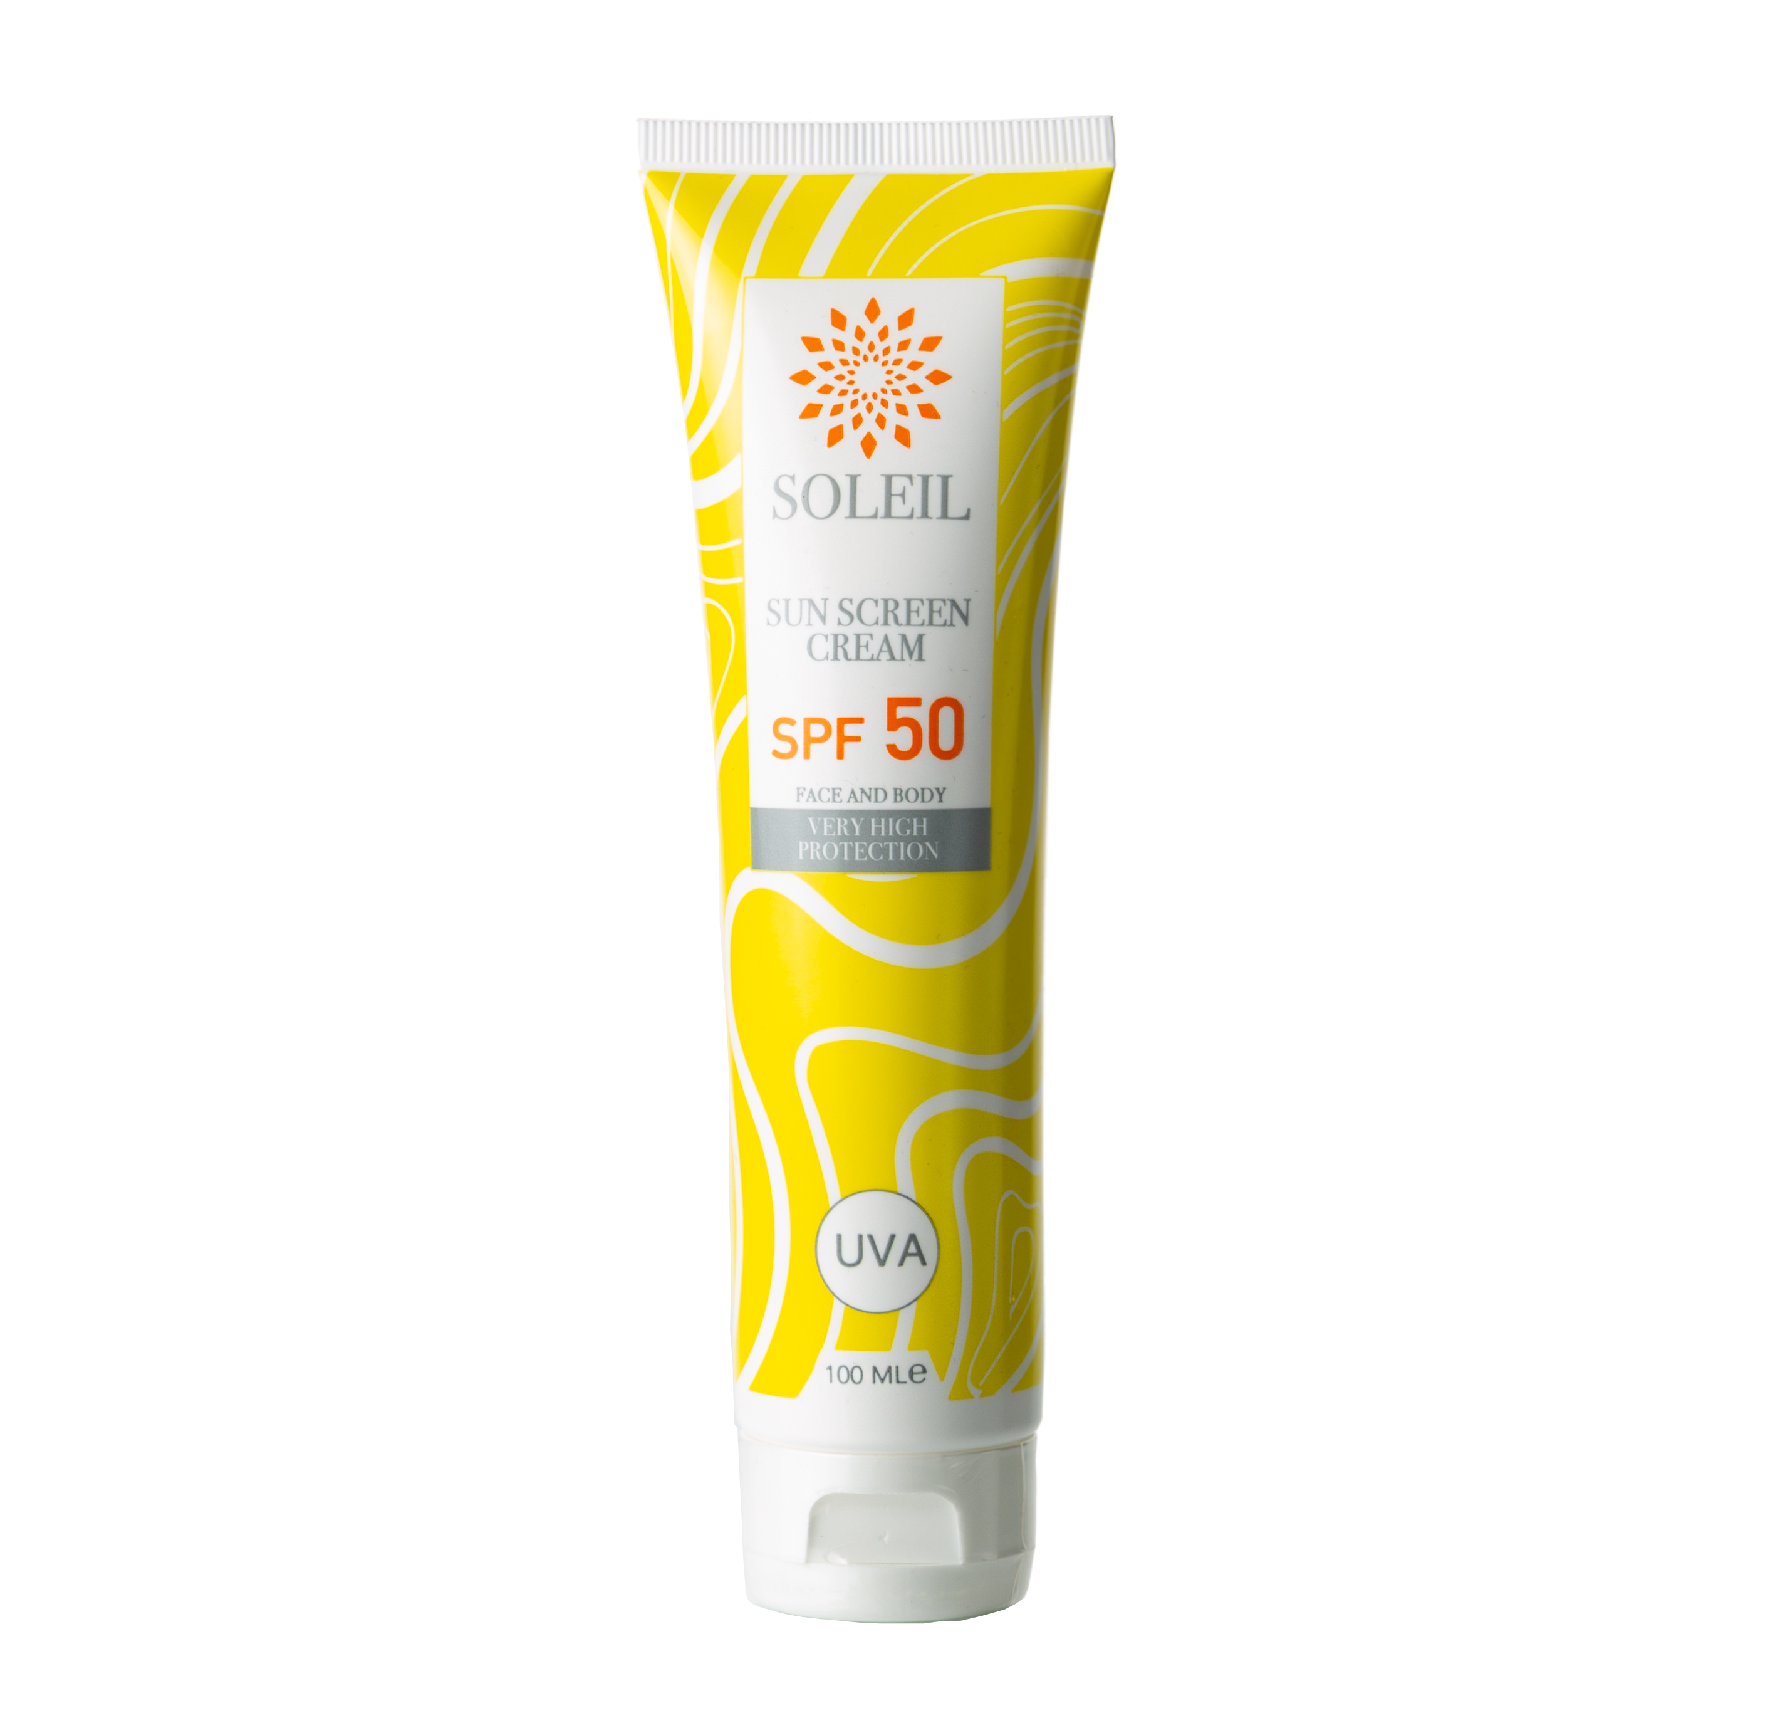 SOLEIL
SUN SCREEN
CREAM
SPF 50
FACE AND BODY
VERY HIGH
PROTECTION
UVA
100 ML℮